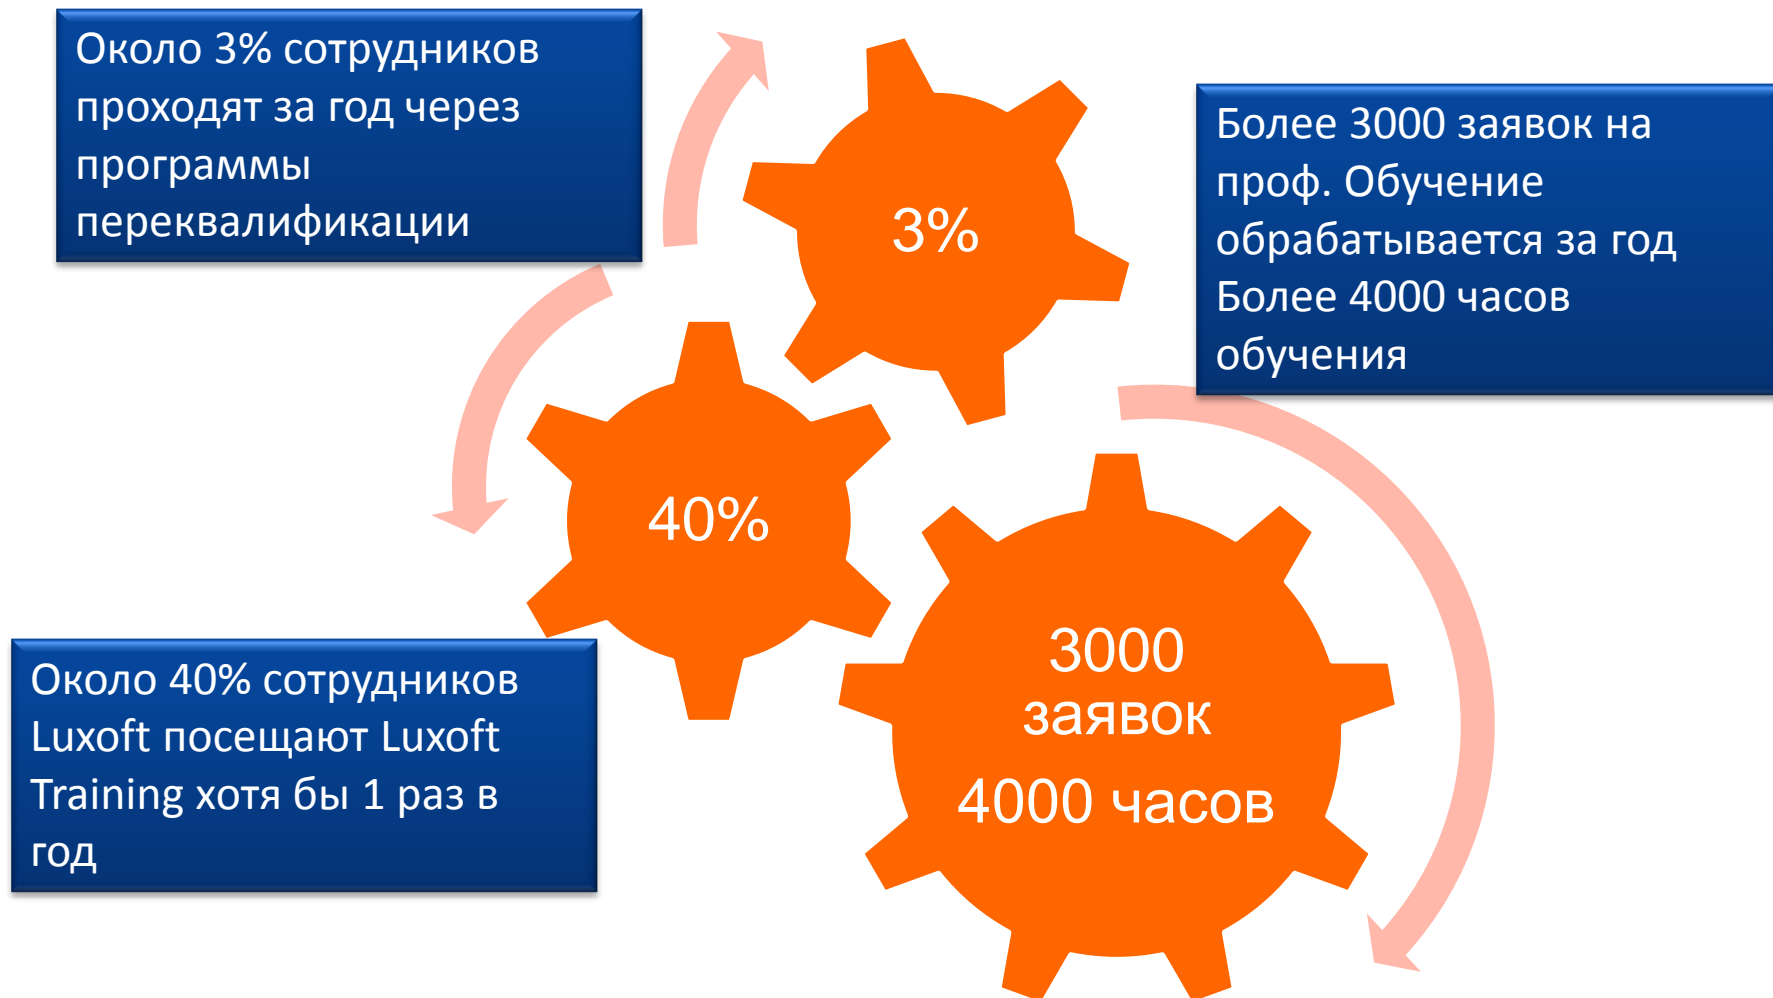 Около 3% сотрудников
проходят за год через
программы
переквалификации
3%
Более 3000 заявок на
проф. Обучение
обрабатывается за год
Более 4000 часов
обучения
40%
Около 40% сотрудников
Luxoft посещают Luxoft
Training хотя бы 1 раз в
год
3000
заявок
4000 часов